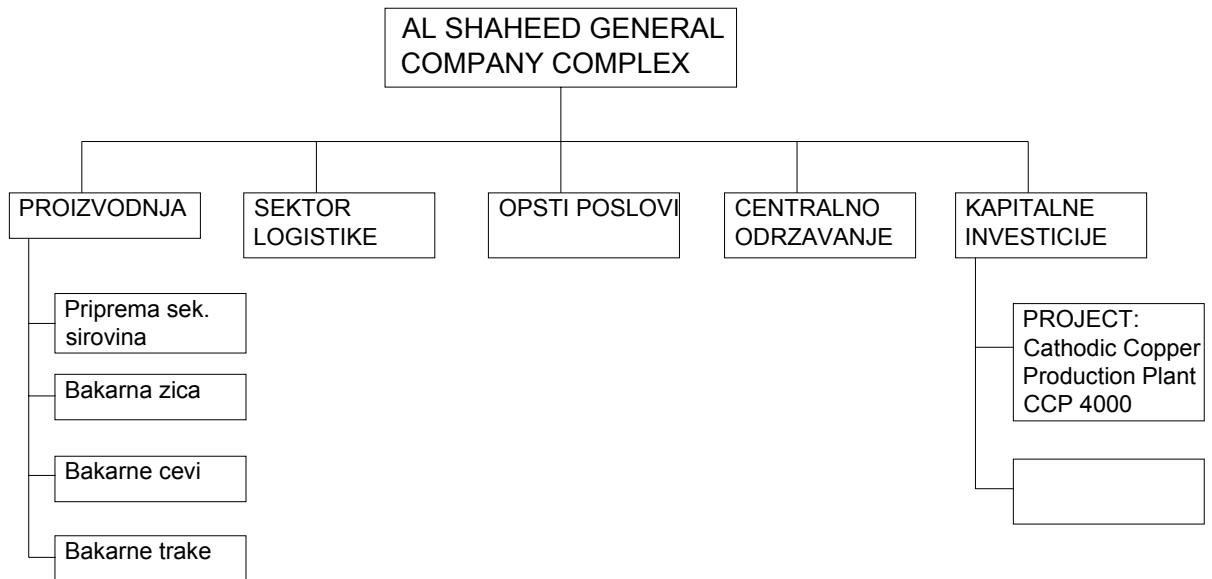 AL SHAHEED GENERAL
COMPANY COMPLEX
PROIZVODNJA
SEKTOR
LOGISTIKE
OPSTI POSLOVI
CENTRALNO
ODRZAVANJE
KAPITALNE
INVESTICIJE
Priprema sek.
sirovina
Bakarna zica
Bakarne cevi
Bakarne trake
PROJECT:
Cathodic Copper
Production Plant
CCP 4000